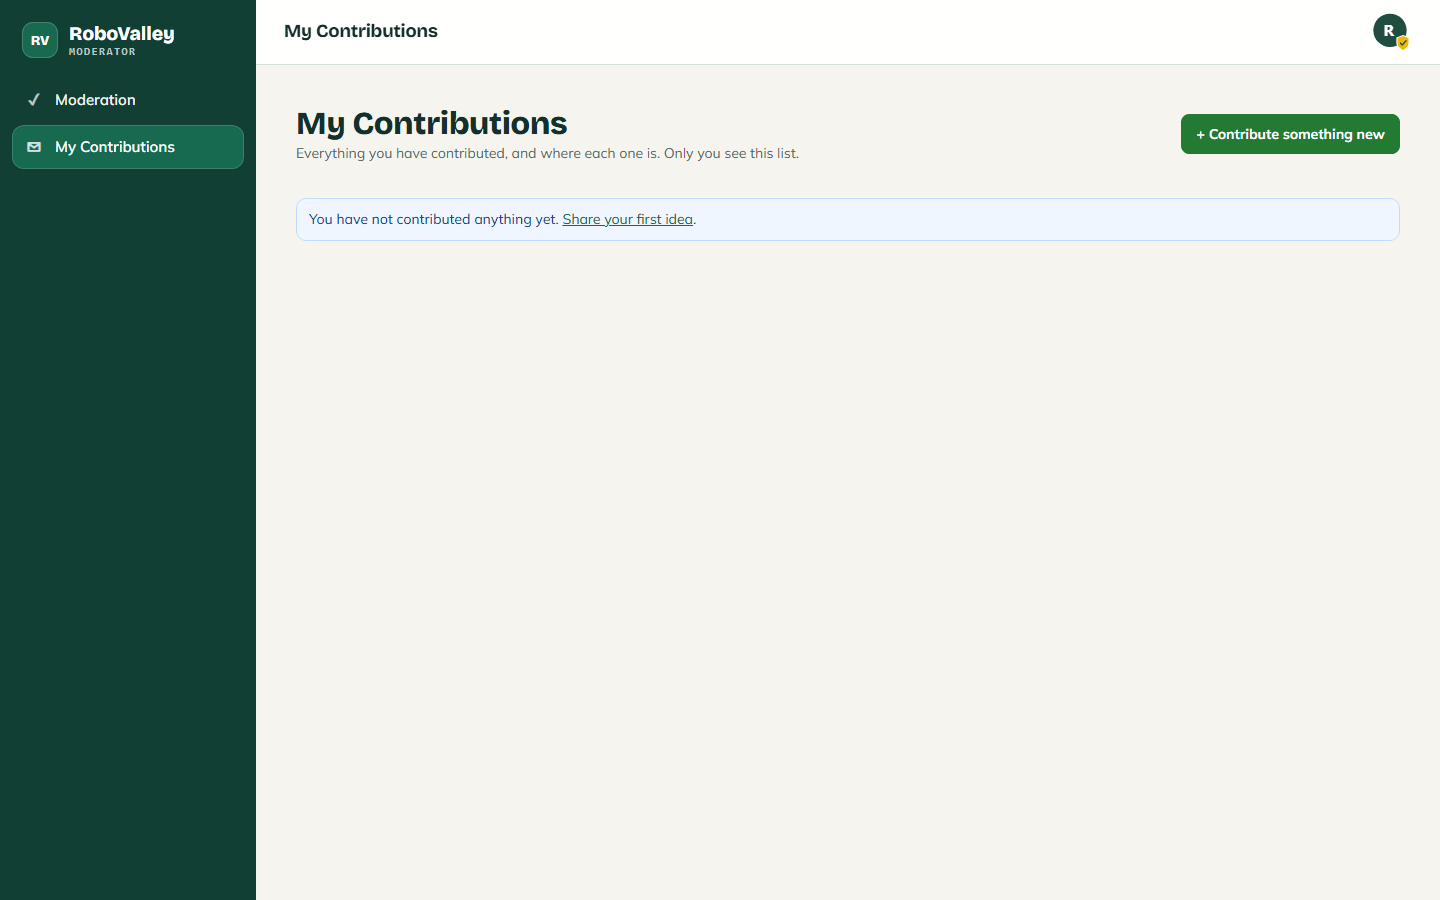 RV
RoboValley
MODERATOR
Moderation
My Contributions
My Contributions
R
My Contributions
Everything you have contributed, and where each one is. Only you see this list.
+ Contribute something new
You have not contributed anything yet. Share your first idea.